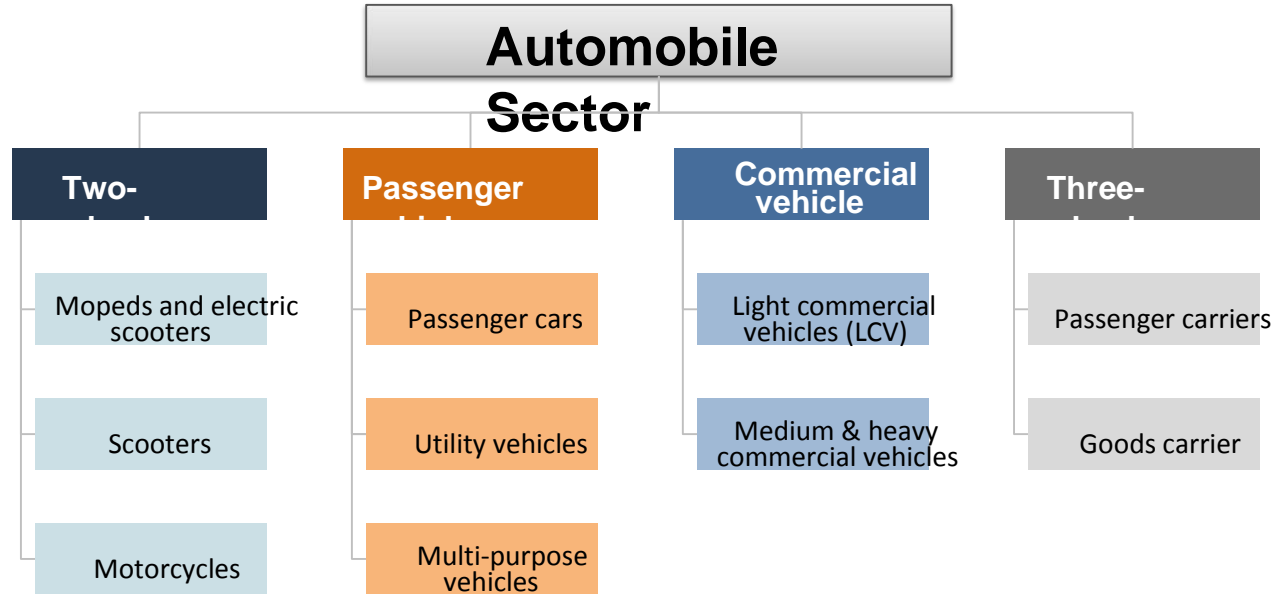 Automobile
Sector
Two-
Passenger
Commercial
vehicle
Three-
Mopeds and electric
scooters
Passenger cars
Light commercial
vehicles (LCV)
Passenger carriers
Scooters
Utility vehicles
Medium & heavy
commercial vehicles
Goods carrier
Motorcycles
Multi-purpose
vehicles